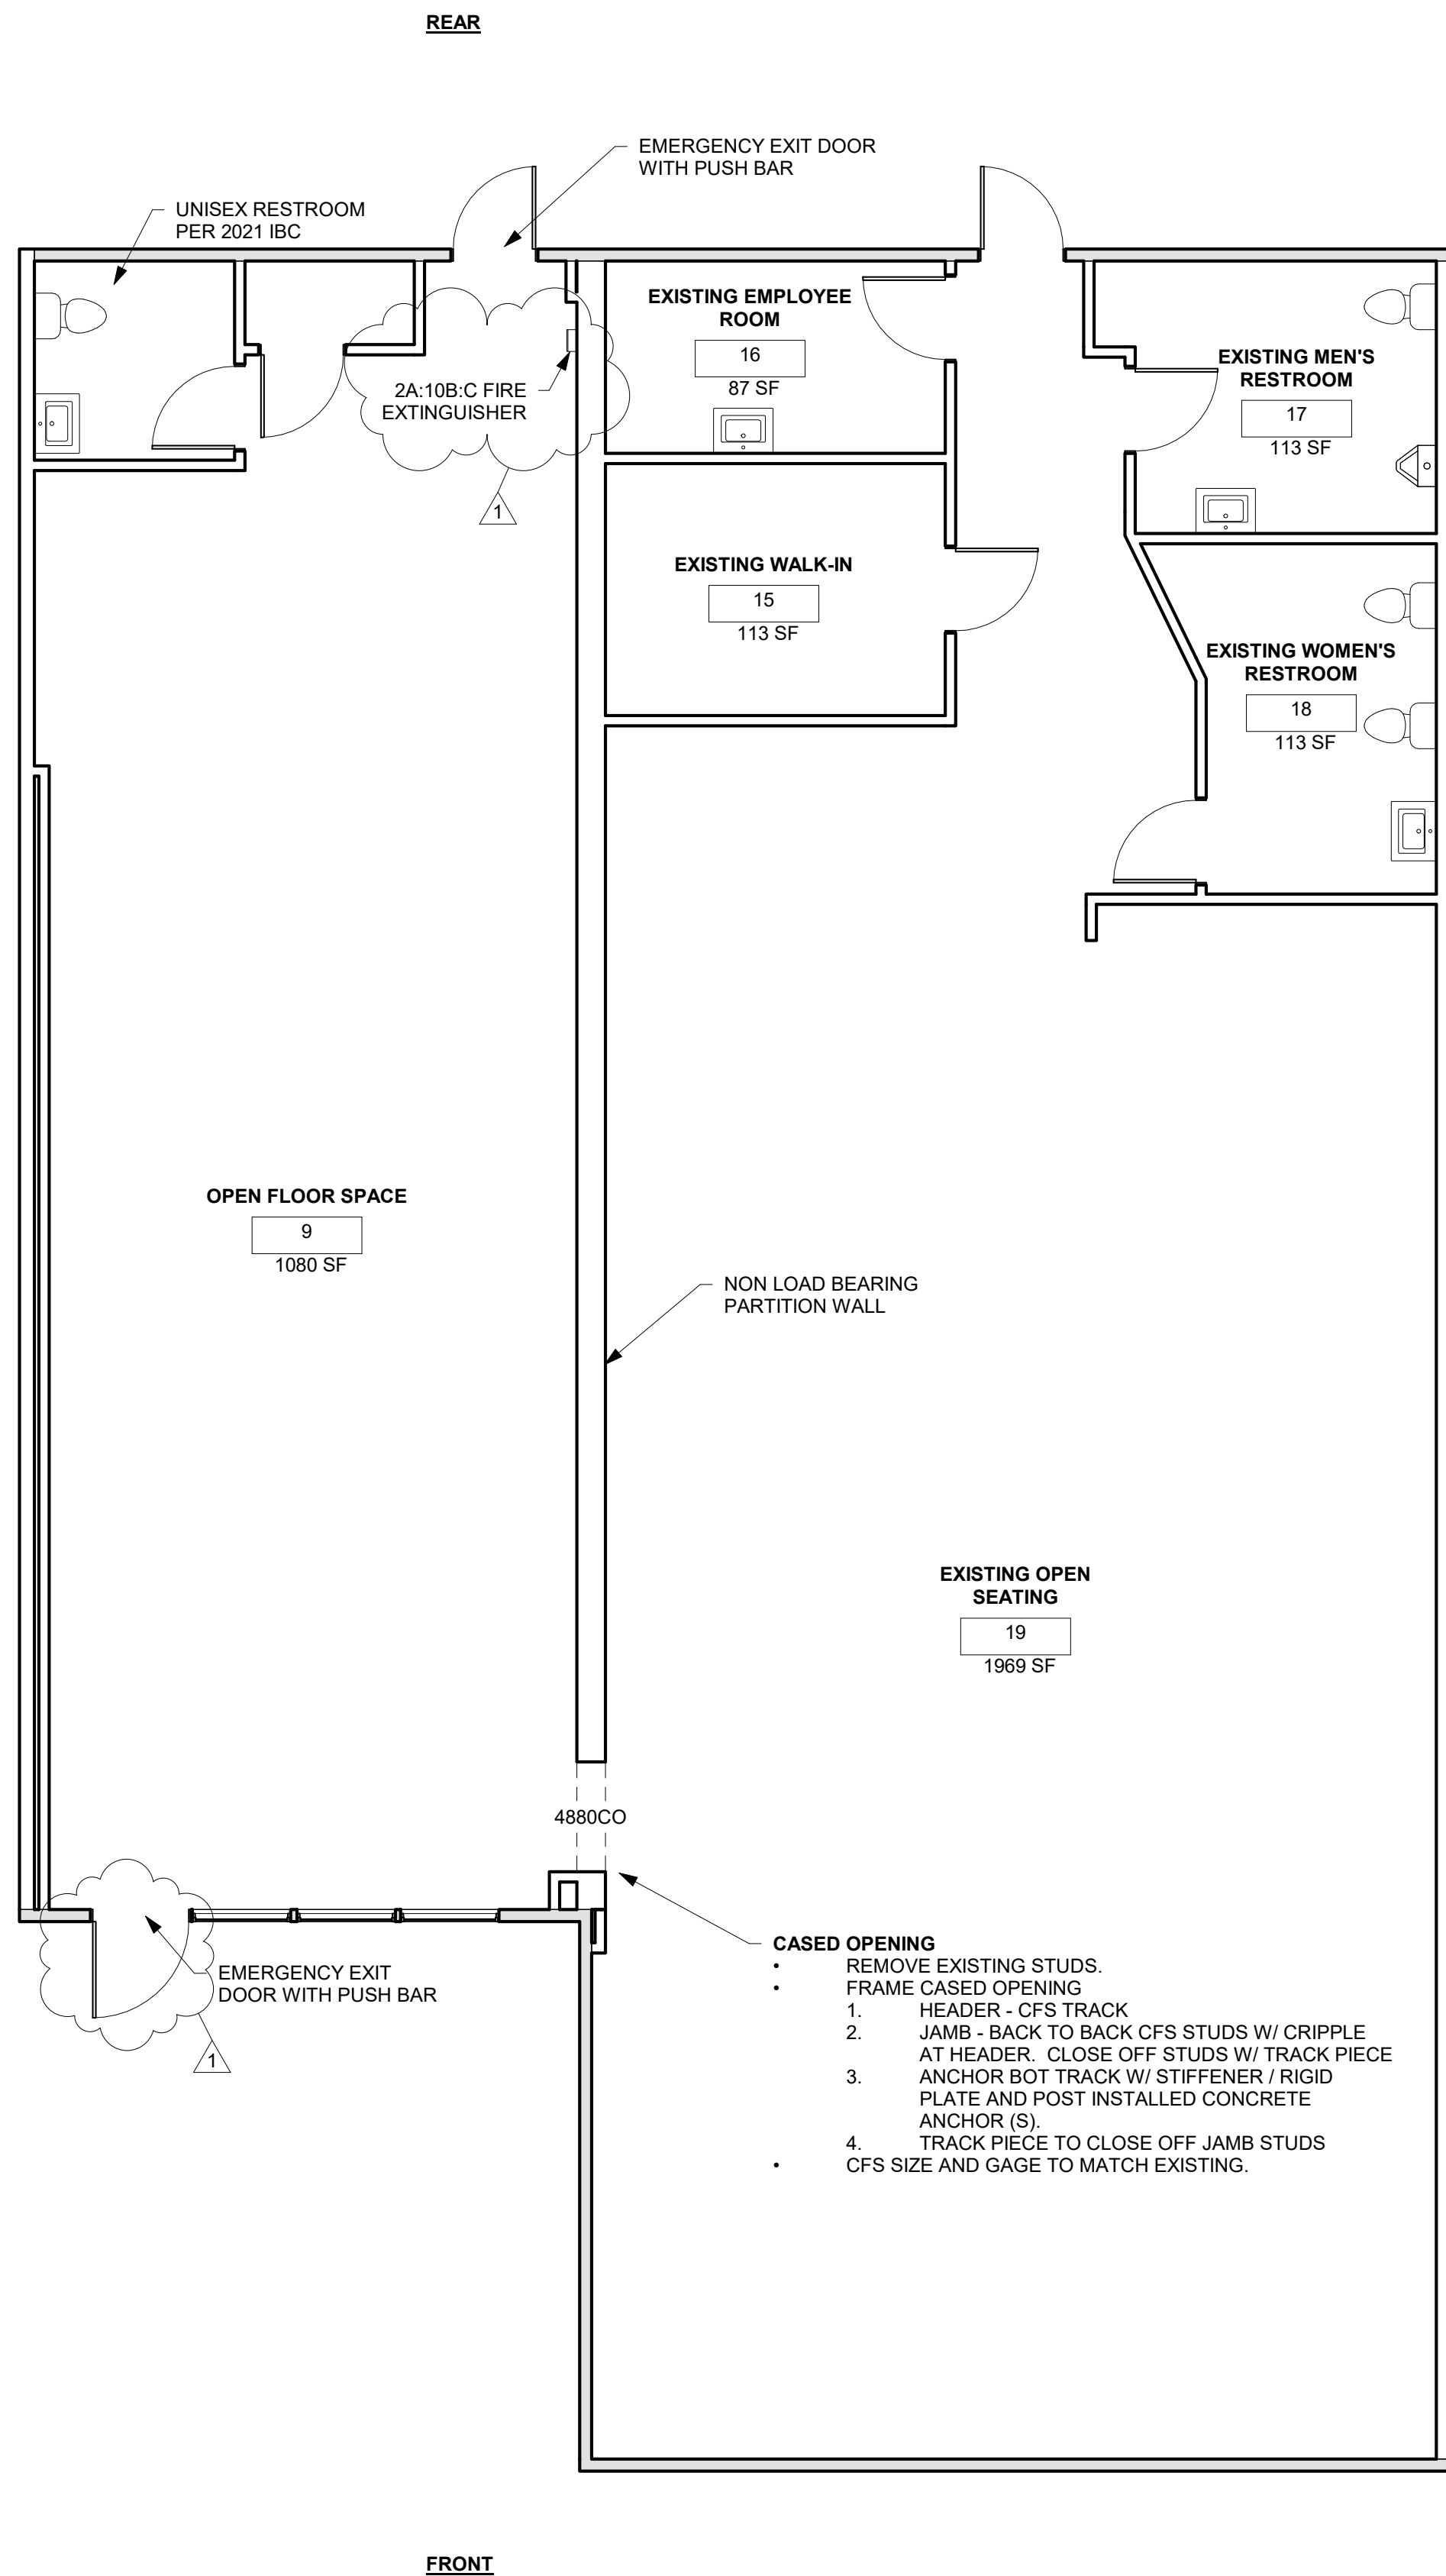 REAR
EMERGENCY EXIT DOOR
WITH PUSH BAR
UNISEX RESTROOM
PER 2021 IBC
EXISTING EMPLOYEE
ROOM
16
87 SF
2A:10B:C FIRE
EXTINGUISHER
1
EXISTING MEN'S
RESTROOM
17
113 SF
EXISTING WALK-IN
15
113 SF
EXISTING WOMEN'S
RESTROOM
18
113 SF
OPEN FLOOR SPACE
9
1080 SF
NON LOAD BEARING
PARTITION WALL
EXISTING OPEN
SEATING
19
1969 SF
4880CO
EMERGENCY EXIT
DOOR WITH PUSH BAR
1
CASED OPENING
• REMOVE EXISTING STUDS.
• FRAME CASED OPENING
1. HEADER - CFS TRACK
2. JAMB - BACK TO BACK CFS STUDS W/ CRIPPLE
AT HEADER. CLOSE OFF STUDS W/ TRACK PIECE
3. ANCHOR BOT TRACK W/ STIFFENER / RIGID
PLATE AND POST INSTALLED CONCRETE
ANCHOR (S).
4. TRACK PIECE TO CLOSE OFF JAMB STUDS
• CFS SIZE AND GAGE TO MATCH EXISTING.
FRONT